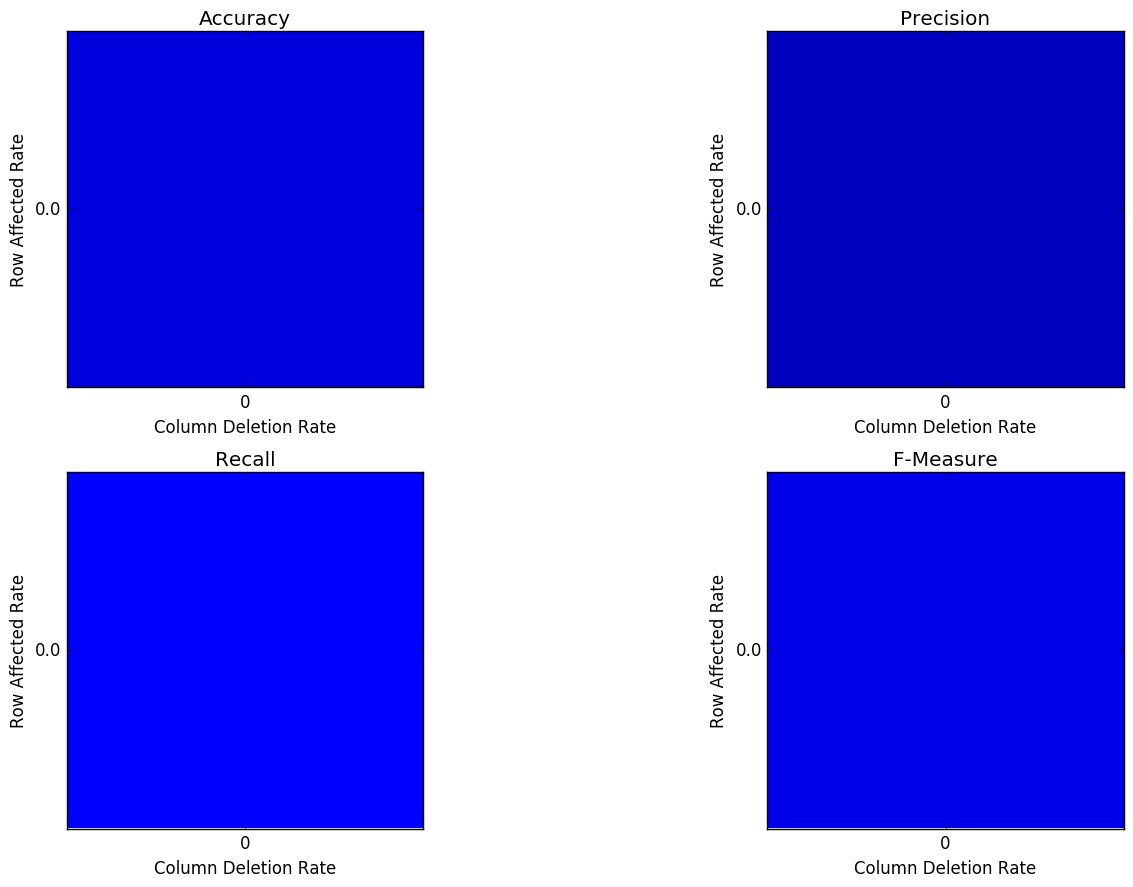 Accuracy
Row Affected Rate
0.0
0
Column Deletion Rate
Precision
Row Affected Rate
0.0
0
Column Deletion Rate
Recall
Row Affected Rate
0.0
0
Column Deletion Rate
F-Measure
Row Affected Rate
0.0
0
Column Deletion Rate